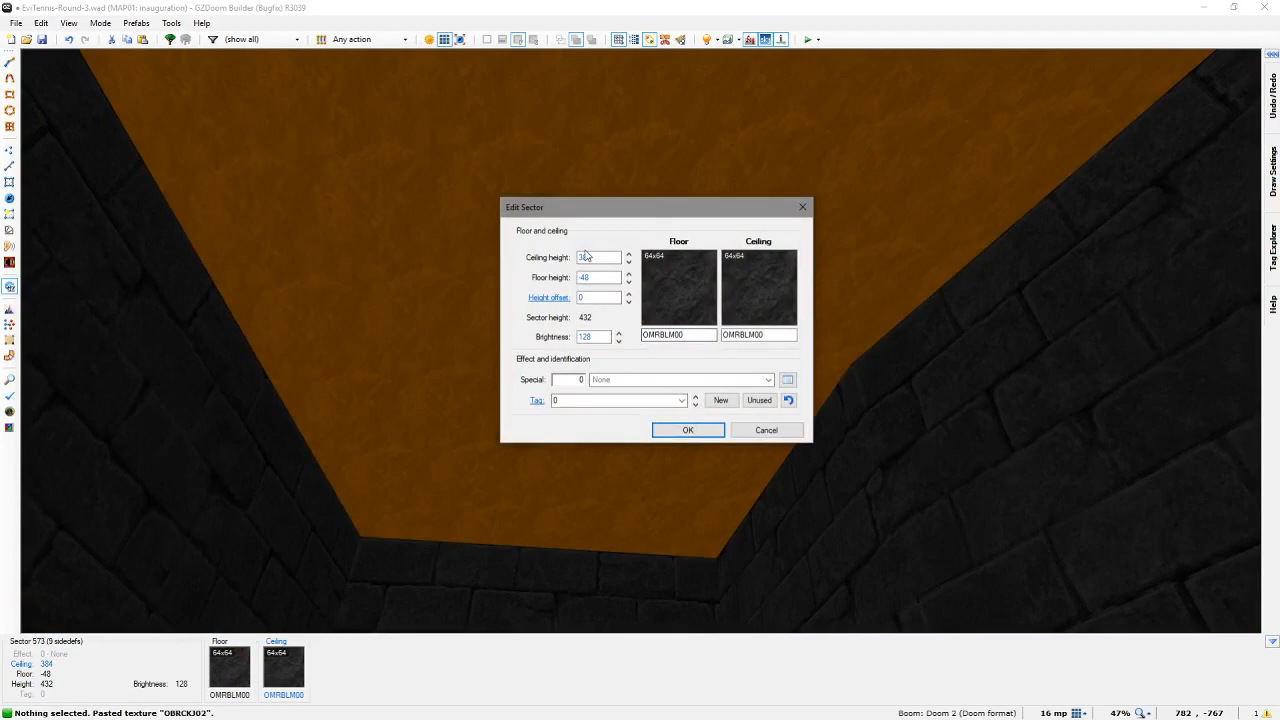 EviTennis-Round-3.wad (MAP01: inauguration) - GZDoom Builder (Bugfix) R3039
File Edit View Mode Prefabs Tools Help
(show all) Any action
Undo / Redo
Draw Settings
Tag Explorer
Help
Edit Sector
Floor and ceiling
Floor Ceiling
Ceiling height: 64x64 64x64
Floor height: -48
Height offset: 0
Sector height: 432
Brightness: 128 OMRBLM00 OMRBLM00
Effect and identification
Special: 0 None
Tag: 0 New Unused
OK Cancel
Sector 573 (9 sidedefs) Floor Ceiling
Effect: 0 - None 64x64 64x64
Ceiling: 384
Floor: -48
Height: 432 Brightness: 128
Tag: 0 OMRBLM00 OMRBLM00
Nothing selected. Pasted texture "OBRCKJ02". Boom: Doom 2 (Doom format) 16 mp 47% 782 , -767 1